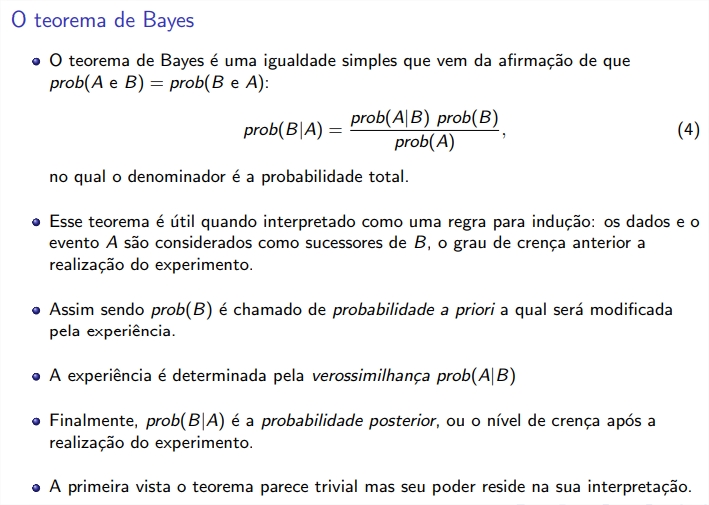 O teorema de Bayes
O teorema de Bayes é uma igualdade simples que vem da afirmação de que
prob(A e B) = prob(B e A):
prob(B|A) = prob(A|B) prob(B) / prob(A), (4)
no qual o denominador é a probabilidade total.
Esse teorema é útil quando interpretado como uma regra para indução: os dados e o
evento A são considerados como sucessores de B, o grau de crença anterior a
realização do experimento.
Assim sendo prob(B) é chamado de probabilidade a priori a qual será modificada
pela experiência.
A experiência é determinada pela verossimilhança prob(A|B)
Finalmente, prob(B|A) é a probabilidade posterior, ou o nível de crença após a
realização do experimento.
A primeira vista o teorema parece trivial mas seu poder reside na sua interpretação.